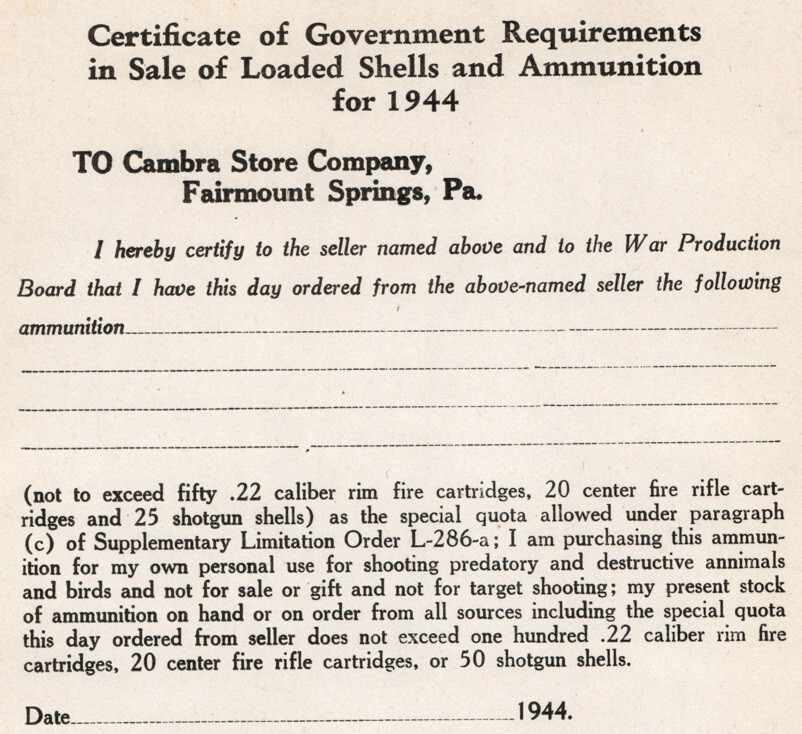 Certificate of Government Requirements
in Sale of Loaded Shells and Ammunition
for 1944
TO Cambra Store Company,
Fairmount Springs, Pa.
I hereby certify to the seller named above and to the War Production
Board that I have this day ordered from the above-named seller the following
ammunition
(not to exceed fifty .22 caliber rim fire cartridges, 20 center fire rifle cart-
ridges and 25 shotgun shells) as the special quota allowed under paragraph
(c) of Supplementary Limitation Order L-286-a; I am purchasing this ammun-
ition for my own personal use for shooting predatory and destructive annimals
and birds and not for sale or gift and not for target shooting; my present stock
of ammunition on hand or on order from all sources including the special quota
this day ordered from seller does not exceed one hundred .22 caliber rim fire
cartridges, 20 center fire rifle cartridges, or 50 shotgun shells.
Date 1944.